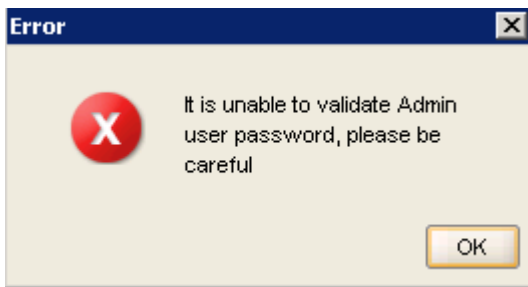 Error
It is unable to validate Admin
user password, please be
careful
OK